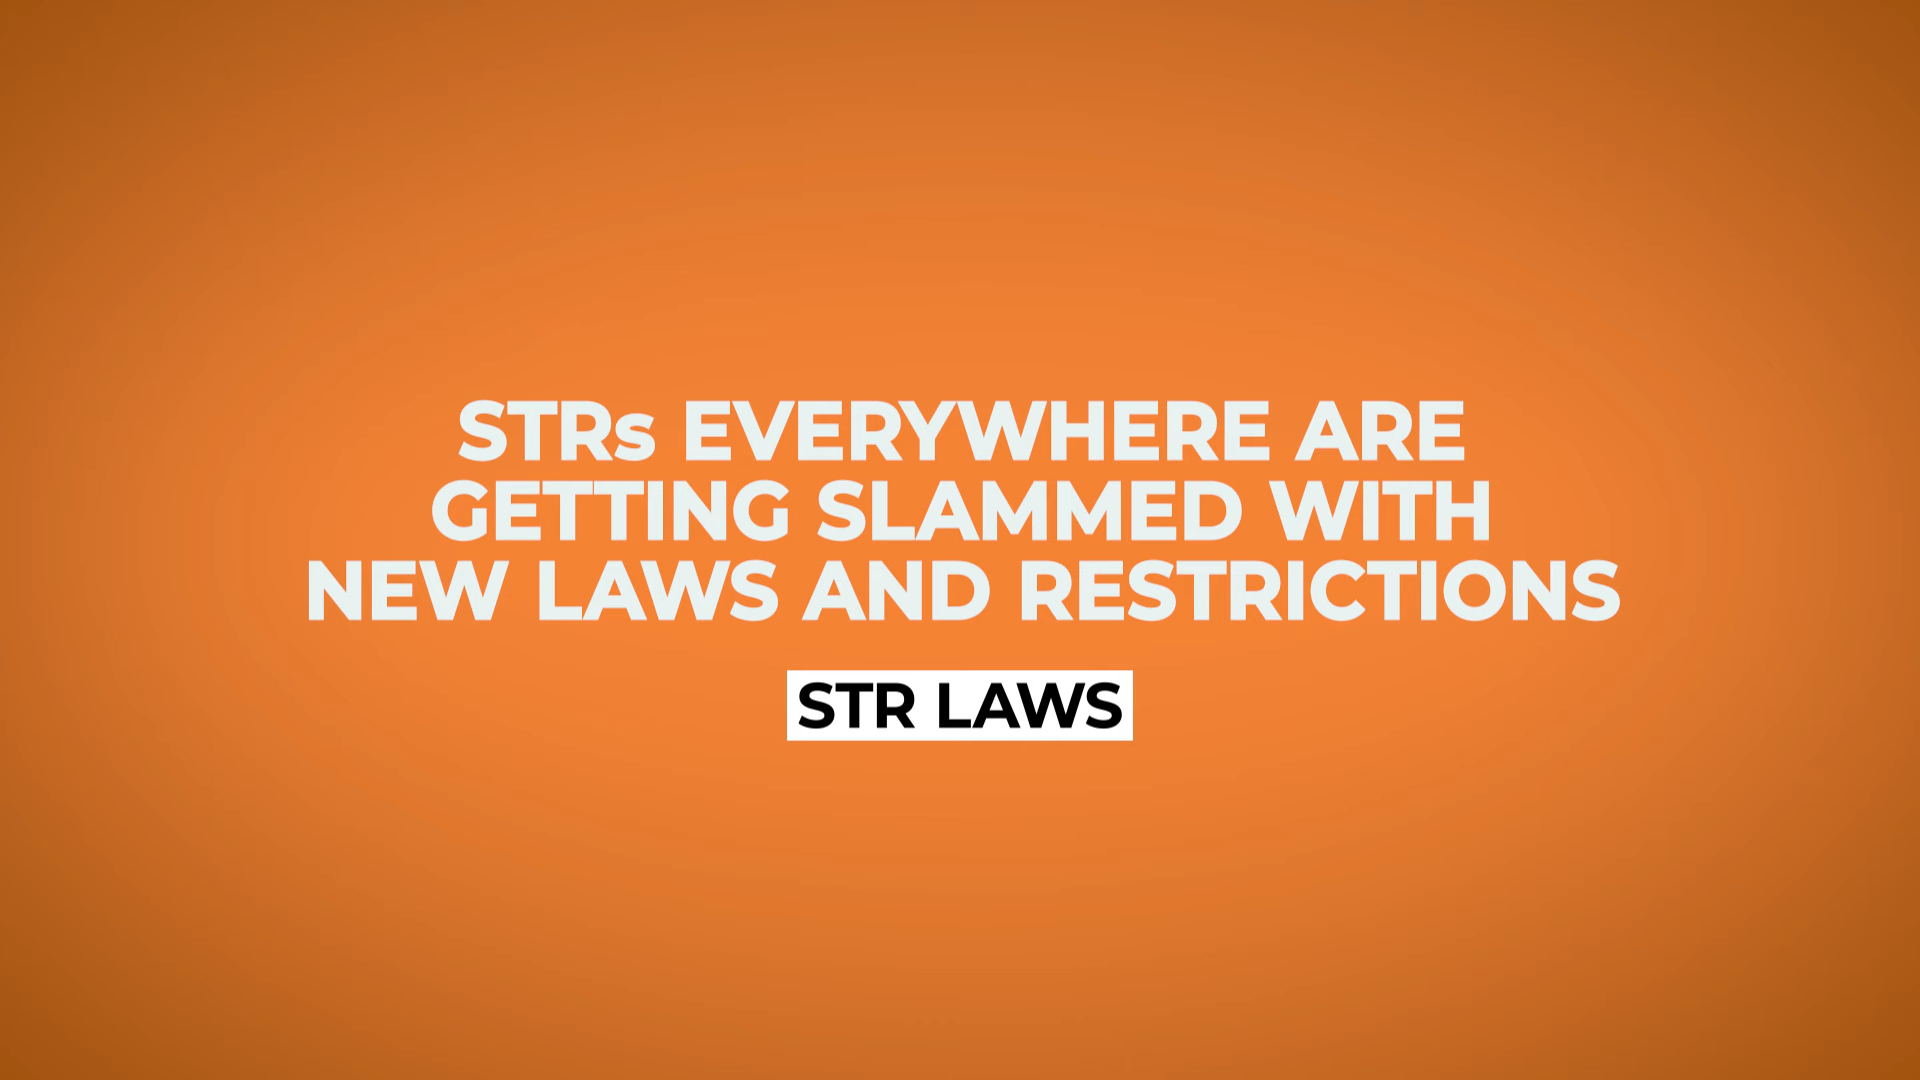 STRs EVERYWHERE ARE
GETTING SLAMMED WITH
NEW LAWS AND RESTRICTIONS
STR LAWS